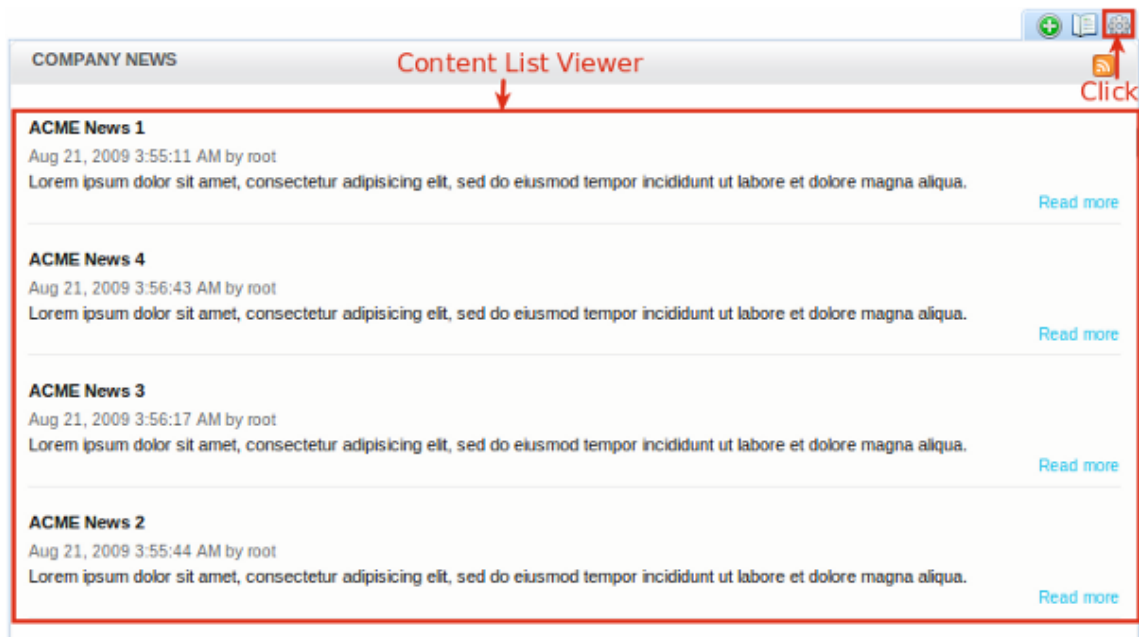 COMPANY NEWS
Content List Viewer
Click
ACME News 1
Aug 21, 2009 3:55:11 AM by root
Lorem ipsum dolor sit amet, consectetur adipisicing elit, sed do eiusmod tempor incididunt ut labore et dolore magna aliqua.
Read more
ACME News 4
Aug 21, 2009 3:56:43 AM by root
Lorem ipsum dolor sit amet, consectetur adipisicing elit, sed do eiusmod tempor incididunt ut labore et dolore magna aliqua.
Read more
ACME News 3
Aug 21, 2009 3:56:17 AM by root
Lorem ipsum dolor sit amet, consectetur adipisicing elit, sed do eiusmod tempor incididunt ut labore et dolore magna aliqua.
Read more
ACME News 2
Aug 21, 2009 3:55:44 AM by root
Lorem ipsum dolor sit amet, consectetur adipisicing elit, sed do eiusmod tempor incididunt ut labore et dolore magna aliqua.
Read more